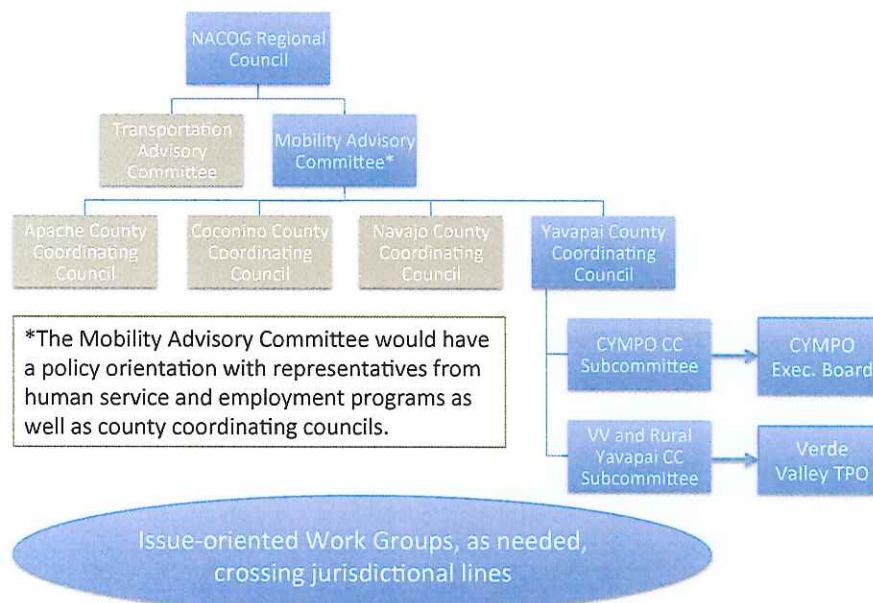 NACOG Regional
Council
Transportation
Advisory
Committee
Mobility Advisory
Committee*
Apache County
Coordinating
Council
Coconino County
Coordinating
Council
Navajo County
Coordinating
Council
Yavapai County
Coordinating
Council
*The Mobility Advisory Committee would have
a policy orientation with representatives from
human service and employment programs as
well as county coordinating councils.
CYMPO CC
Subcommittee
CYMPO
Exec. Board
VV and Rural
Yavapai CC
Subcommittee
Verde
Valley TPO
Issue-oriented Work Groups, as needed,
crossing jurisdictional lines